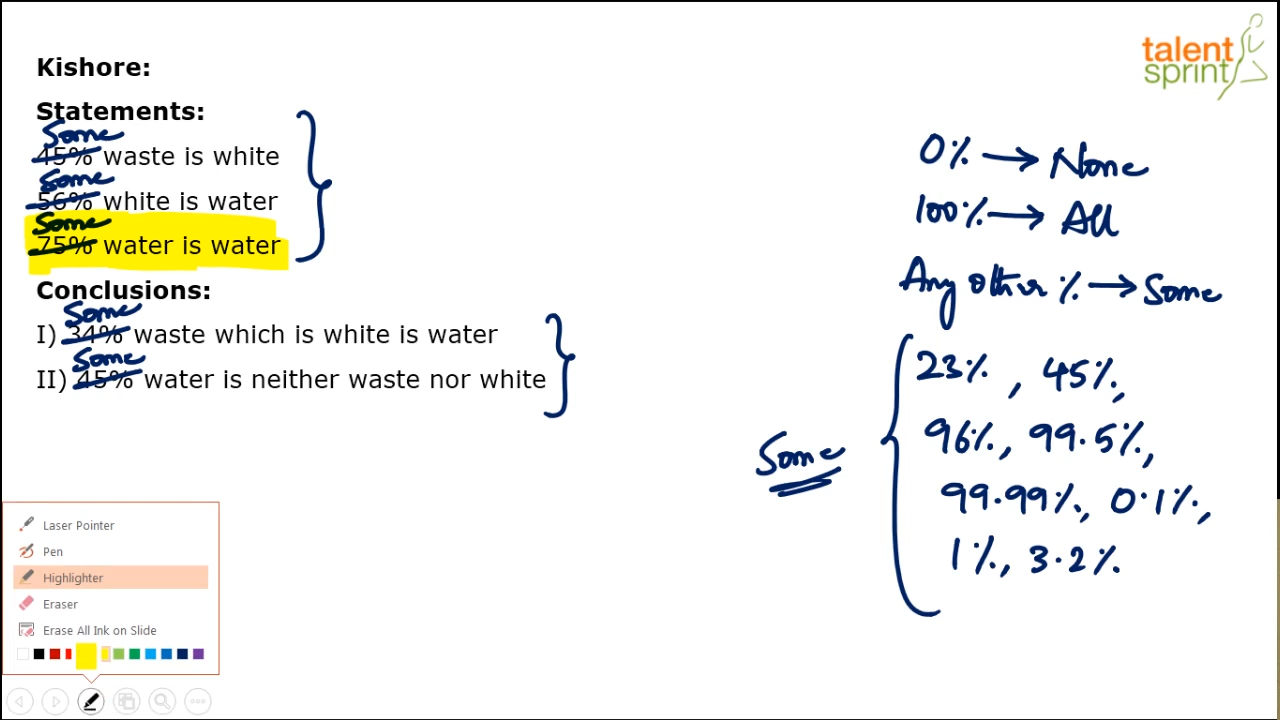 talent
sprint
Kishore:
Statements:
Some
45% waste is white
Some
56% white is water
Some
75% water is water
Conclusions:
Some
I) 34% waste which is white is water
Some
II) 45% water is neither waste nor white
0% → None
100% → All
Any other % → Some
Some
23%, 45%,
96%, 99.5%,
99.99%, 0.1%,
1%, 3.2%
Laser Pointer
Pen
Highlighter
Eraser
Erase All Ink on Slide